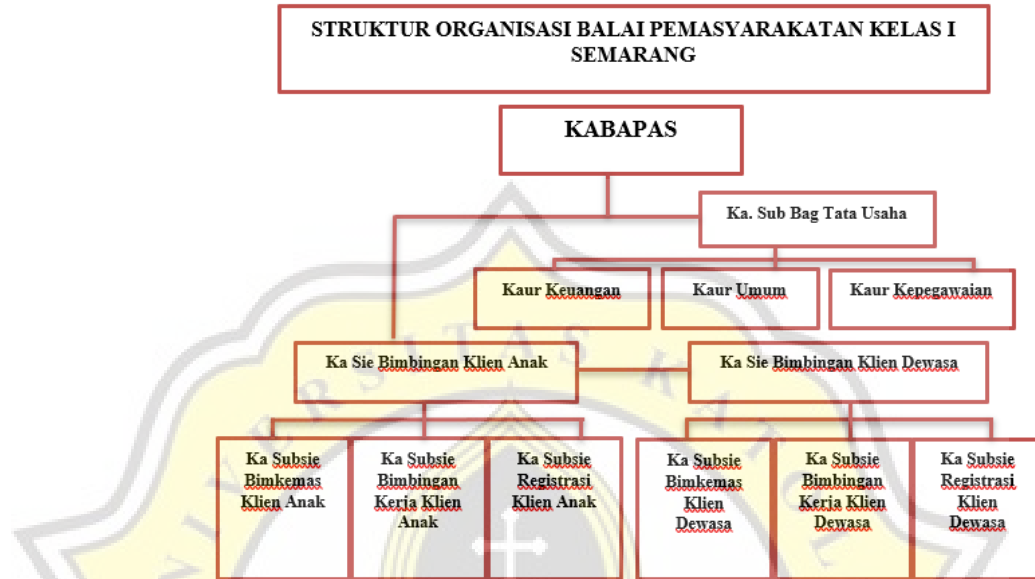 STRUKTUR ORGANISASI BALAI PEMASYARAKATAN KELAS I
SEMARANG
KABAPAS
Ka. Sub Bag Tata Usaha
Kaur Keuangan
Kaur Umum
Kaur Kepegawaian
Ka Sie Bimbingan Klien Anak
Ka Sie Bimbingan Klien Dewasa
Ka Subsie
Bimkemas
Klien Anak
Ka Subsie
Bimbingan
Kerja Klien
Anak
Ka Subsie
Registrasi
Klien Anak
Ka Subsie
Bimkemas
Klien
Dewasa
Ka Subsie
Bimbingan
Kerja Klien
Dewasa
Ka Subsie
Registrasi
Klien
Dewasa